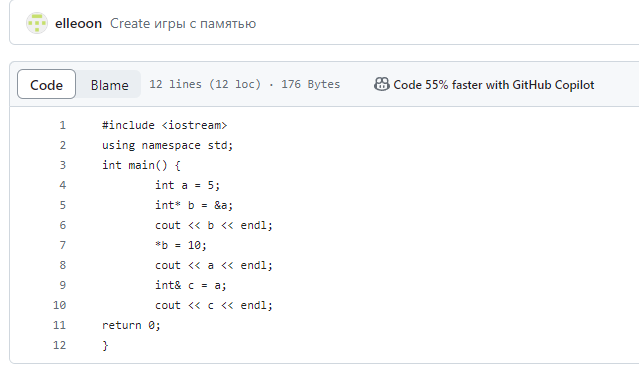 elleoon Create игры с памятью
Code Blame 12 lines (12 loc) · 176 Bytes Code 55% faster with GitHub Copilot
1 #include <iostream>
2 using namespace std;
3 int main() {
4 int a = 5;
5 int* b = &a;
6 cout << b << endl;
7 *b = 10;
8 cout << a << endl;
9 int& c = a;
10 cout << c << endl;
11 return 0;
12 }